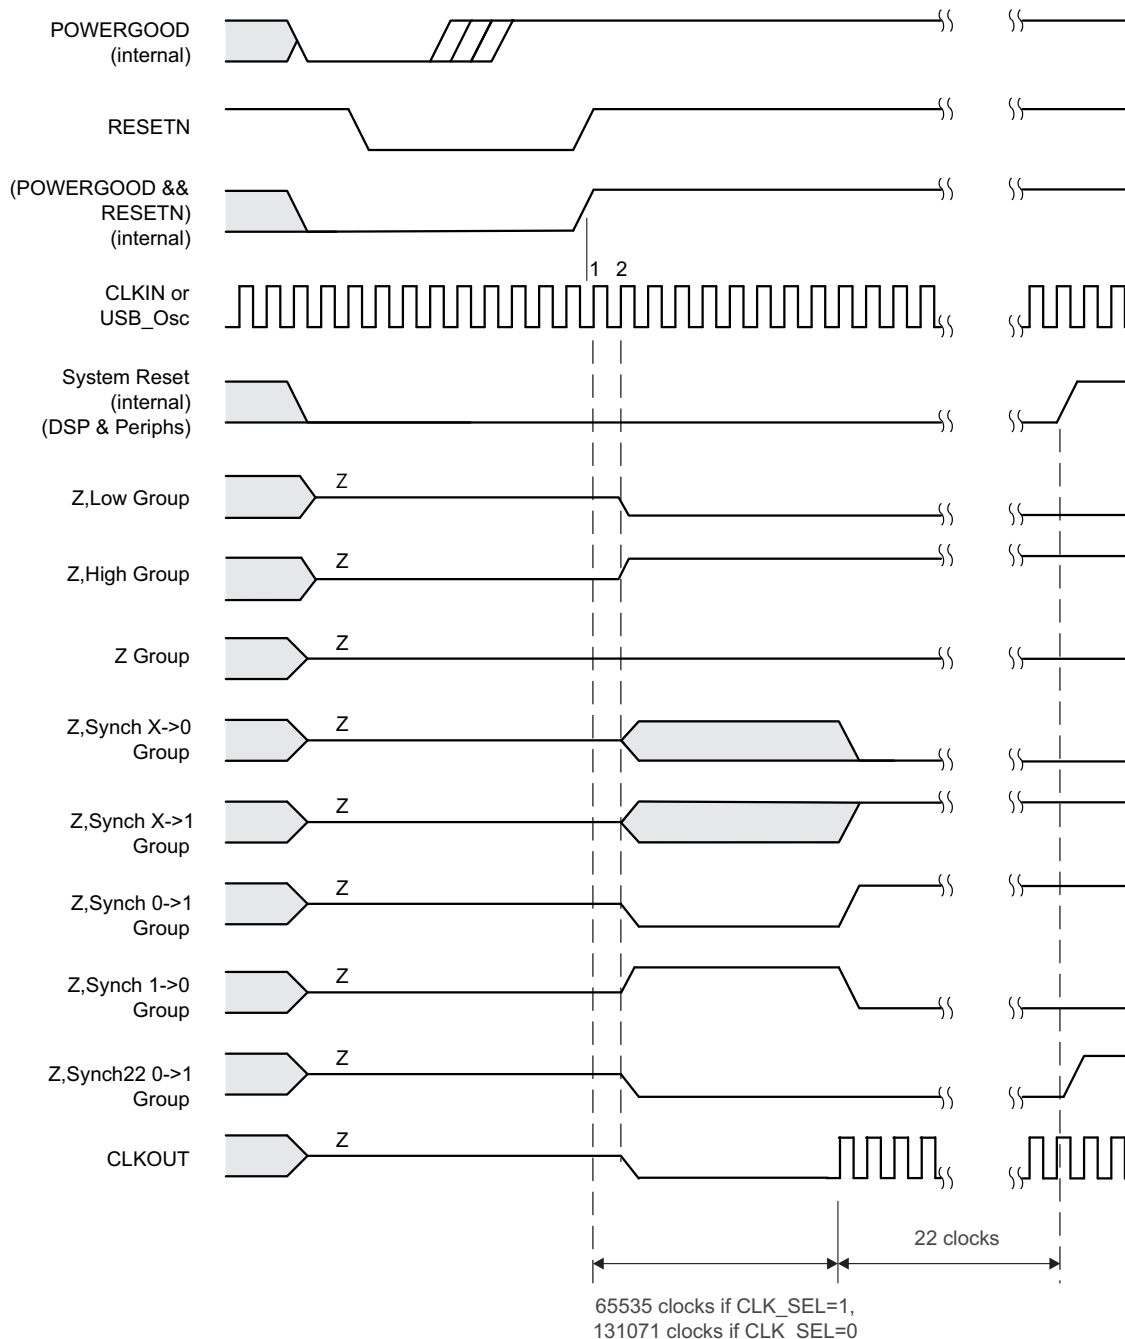 POWERGOOD
(internal)
RESETN
(POWERGOOD &&
RESETN)
(internal)
1 2
CLKIN or
USB_Osc
System Reset
(internal)
(DSP & Periphs)
Z
Z,Low Group
Z
Z,High Group
Z
Z Group
Z
Z,Synch X->0
Group
Z
Z,Synch X->1
Group
Z
Z,Synch 0->1
Group
Z
Z,Synch 1->0
Group
Z
Z,Synch22 0->1
Group
Z
CLKOUT
22 clocks
65535 clocks if CLK_SEL=1,
131071 clocks if CLK_SEL=0